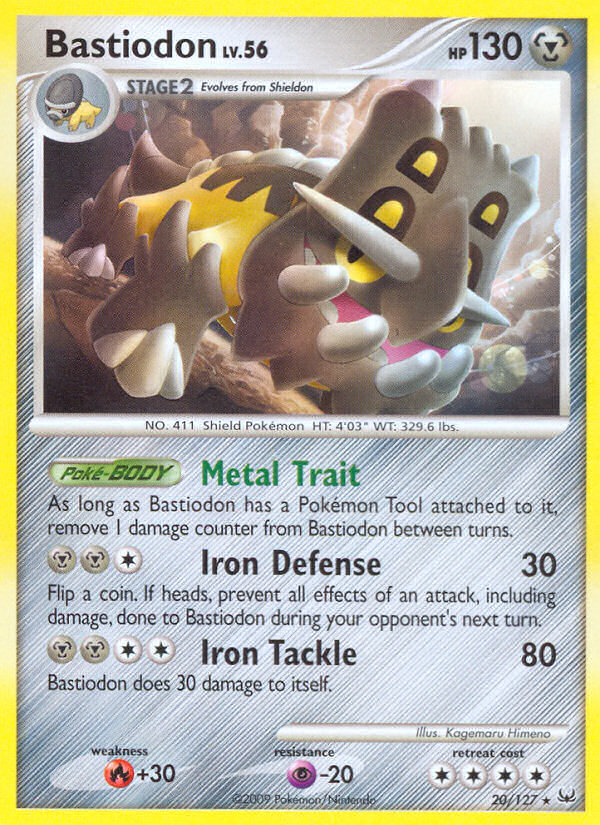 Bastiodon LV.56 HP 130
STAGE2 Evolves from Shieldon
NO. 411 Shield Pokémon HT: 4'03" WT: 329.6 lbs.
Poké-BODY Metal Trait
As long as Bastiodon has a Pokémon Tool attached to it,
remove 1 damage counter from Bastiodon between turns.
Iron Defense 30
Flip a coin. If heads, prevent all effects of an attack, including
damage, done to Bastiodon during your opponent's next turn.
Iron Tackle 80
Bastiodon does 30 damage to itself.
Illus. Kagemaru Himeno
weakness resistance retreat cost
+30 -20
©2009 Pokémon/Nintendo 20/127 ★